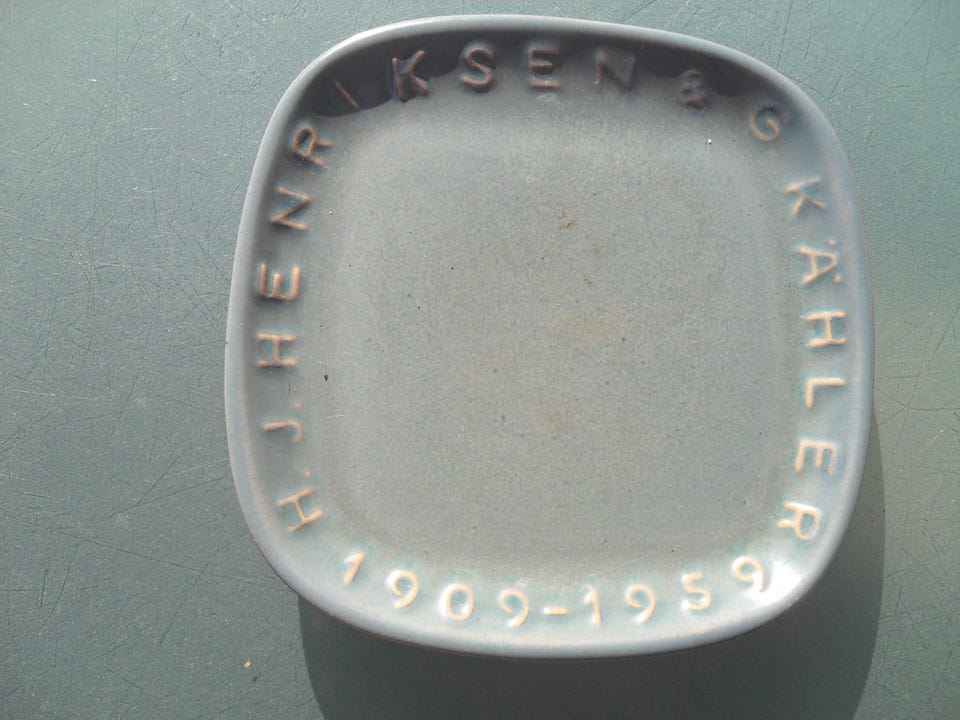 H. J. HENRIKSEN & G. KÄHLER
1909-1959